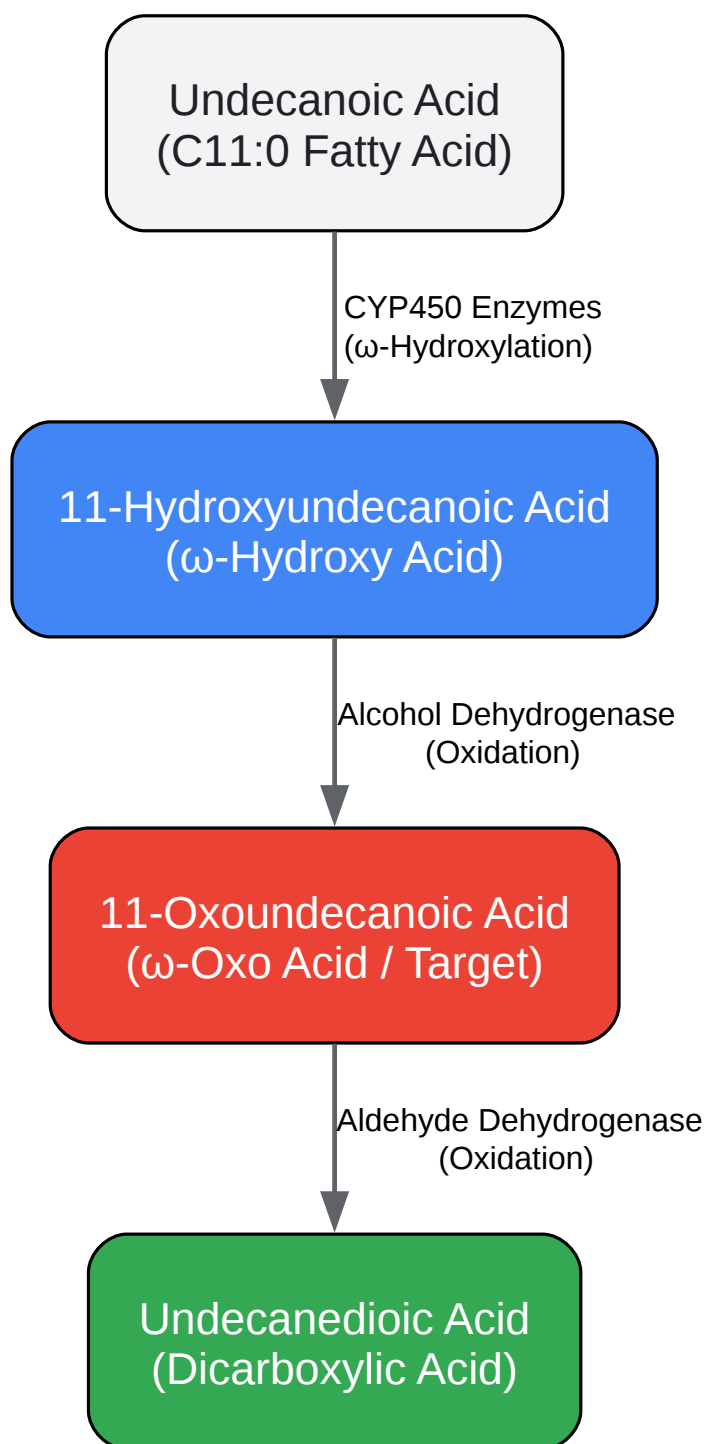 Undecanoic Acid
(C11:0 Fatty Acid)
CYP450 Enzymes
(ω-Hydroxylation)
11-Hydroxyundecanoic Acid
(ω-Hydroxy Acid)
Alcohol Dehydrogenase
(Oxidation)
11-Oxoundecanoic Acid
(ω-Oxo Acid / Target)
Aldehyde Dehydrogenase
(Oxidation)
Undecanedioic Acid
(Dicarboxylic Acid)